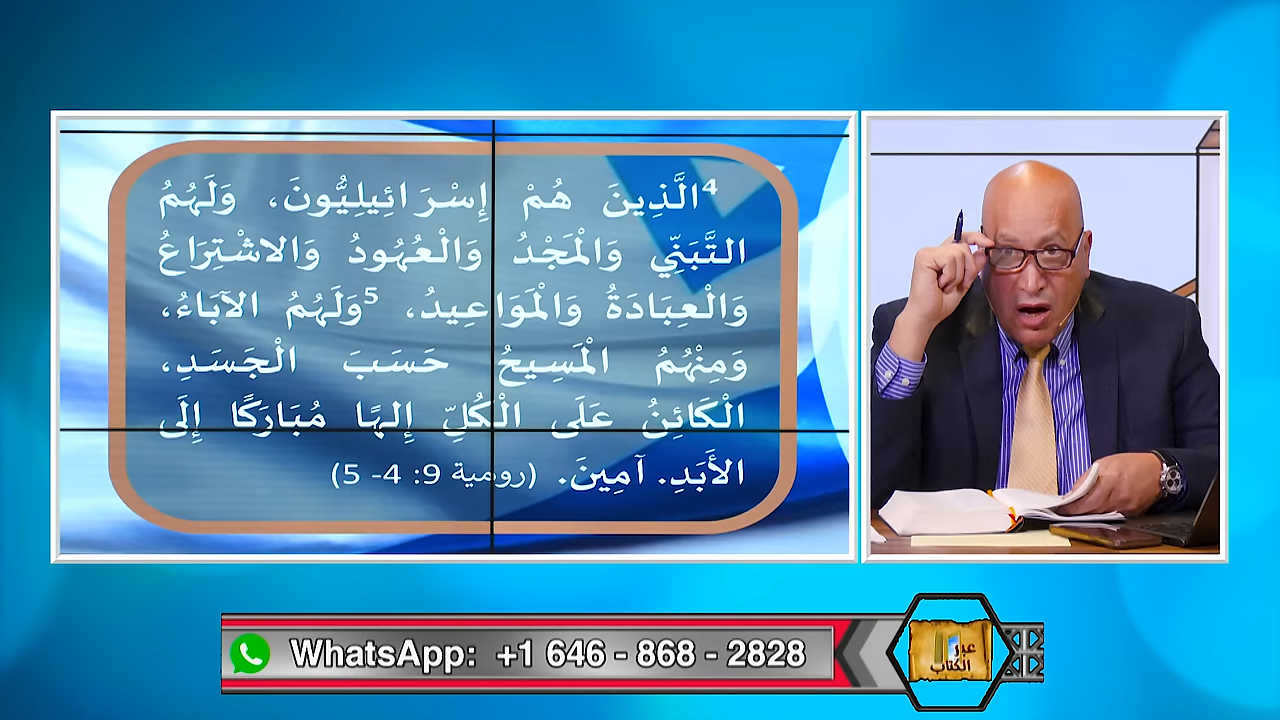 4الَّذِينَ هُمْ إِسْرَائِيلِيُّونَ، وَلَهُمُ
التَّبَنِّي وَالْمَجْدُ وَالْعُهُودُ وَالاشْتِرَاعُ
وَالْعِبَادَةُ وَالْمَوَاعِيدُ، 5وَلَهُمُ الآبَاءُ،
وَمِنْهُمُ الْمَسِيحُ حَسَبَ الْجَسَدِ،
الْكَائِنُ عَلَى الْكُلِّ إِلهًا مُبَارَكًا إِلَى
الأَبَدِ. آمِينَ. (رومية 9: 4- 5)
WhatsApp: +1 646 - 868 - 2828
عبر
الكتاب